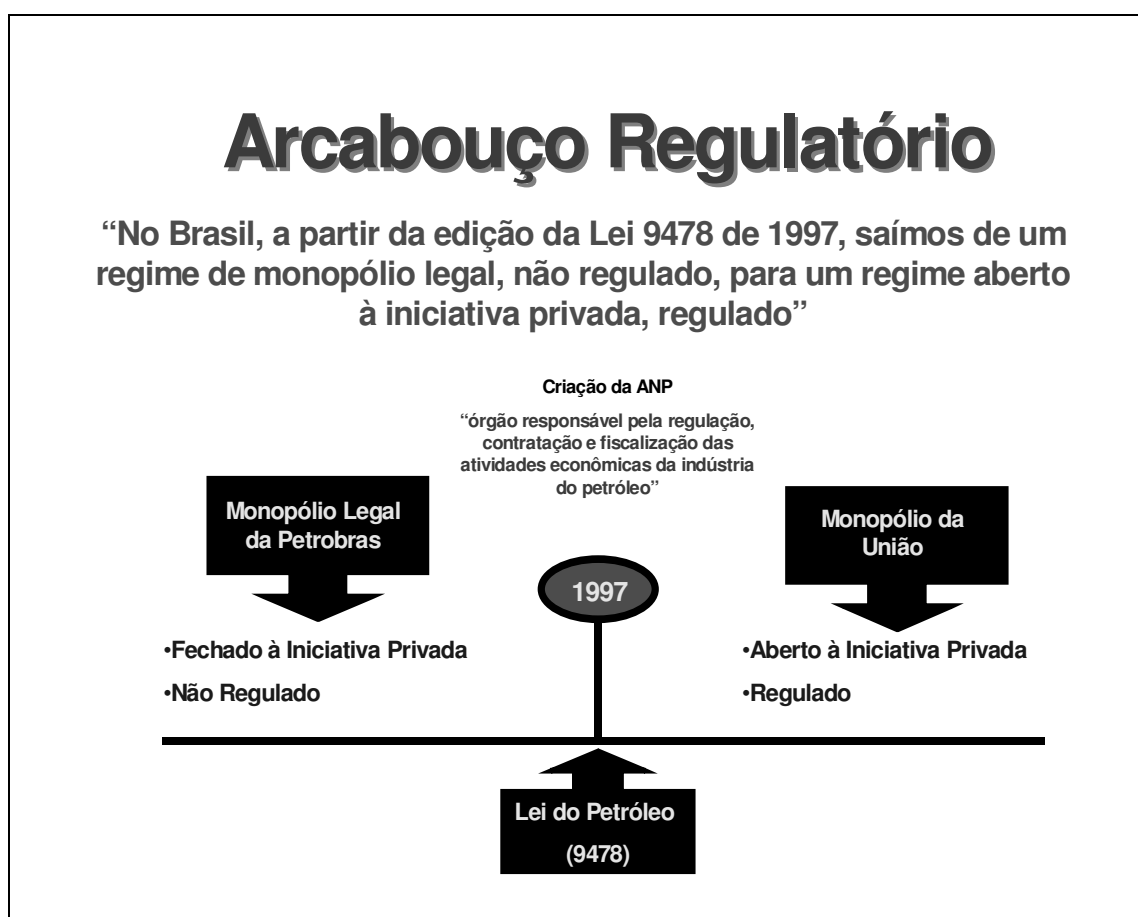 Arcabouço Regulatório
“No Brasil, a partir da edição da Lei 9478 de 1997, saímos de um
regime de monopólio legal, não regulado, para um regime aberto
à iniciativa privada, regulado”
Criação da ANP
“órgão responsável pela regulação,
contratação e fiscalização das
atividades econômicas da indústria
do petróleo”
Monopólio Legal
da Petrobras
•Fechado à Iniciativa Privada
•Não Regulado
1997
Monopólio da
União
•Aberto à Iniciativa Privada
•Regulado
Lei do Petróleo
(9478)